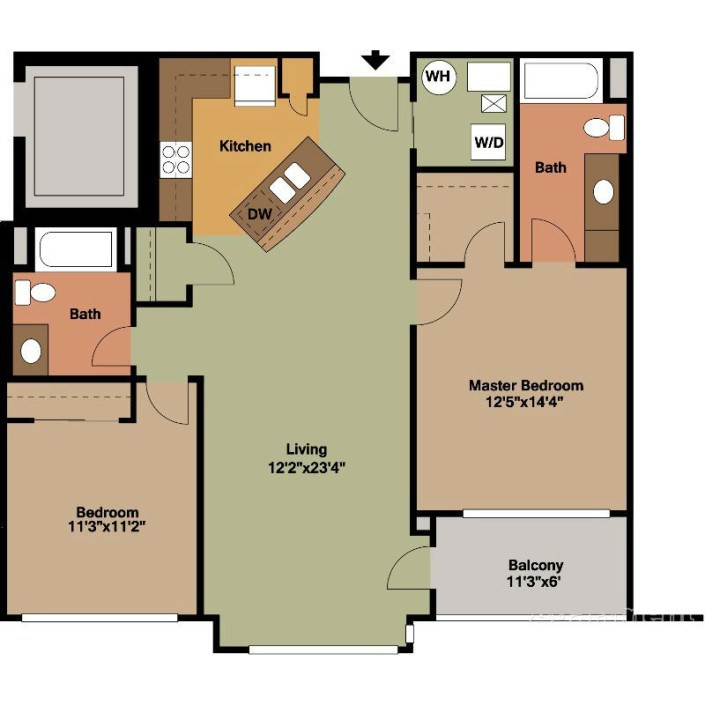 WH
W/D
Kitchen
DW
Bath
Bath
Master Bedroom
12'5"x14'4"
Living
12'2"x23'4"
Bedroom
11'3"x11'2"
Balcony
11'3"x6'